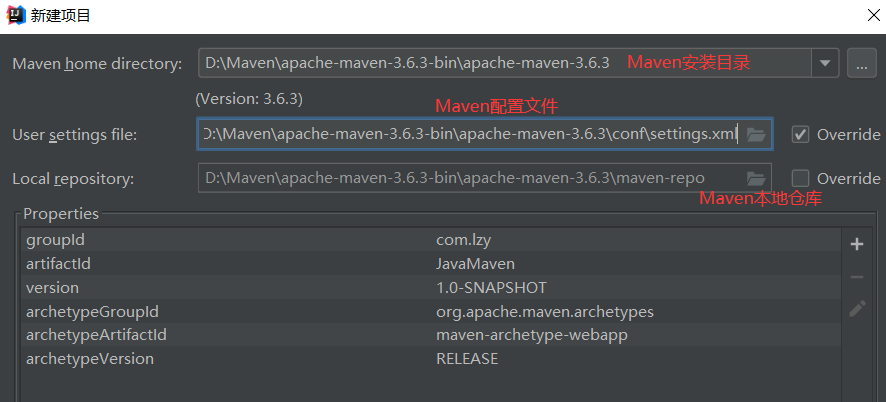 新建项目
Maven home directory: D:\Maven\apache-maven-3.6.3-bin\apache-maven-3.6.3 Maven安装目录 ...
(Version: 3.6.3) Maven配置文件
User settings file: D:\Maven\apache-maven-3.6.3-bin\apache-maven-3.6.3\conf\settings.xml Override
Local repository: D:\Maven\apache-maven-3.6.3-bin\apache-maven-3.6.3\maven-repo Override
Maven本地仓库
Properties
groupId com.lzy
artifactId JavaMaven
version 1.0-SNAPSHOT
archetypeGroupId org.apache.maven.archetypes
archetypeArtifactId maven-archetype-webapp
archetypeVersion RELEASE